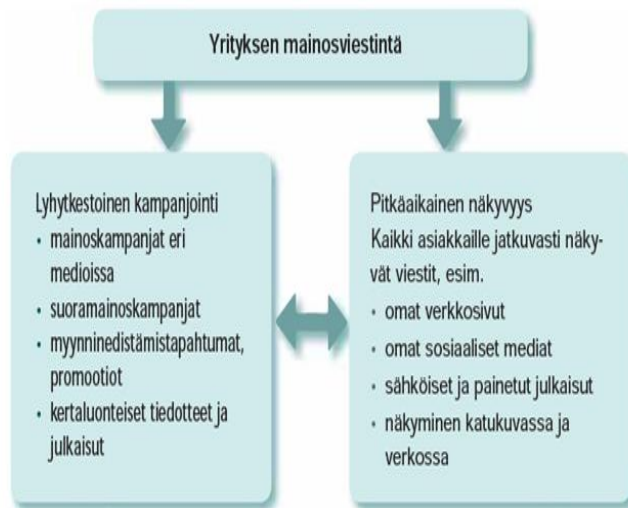 Yrityksen mainosviestintä
Lyhytkestoinen kampanjointi
• mainoskampanjat eri
medioissa
• suoramainoskampanjat
• myynninedistämistapahtumat,
promootiot
• kertaluonteiset tiedotteet ja
julkaisut
Pitkäaikainen näkyvyys
Kaikki asiakkaille jatkuvasti näky-
vät viestit, esim.
• omat verkkosivut
• omat sosiaaliset mediat
• sähköiset ja painetut julkaisut
• näkyminen katukuvassa ja
verkossa